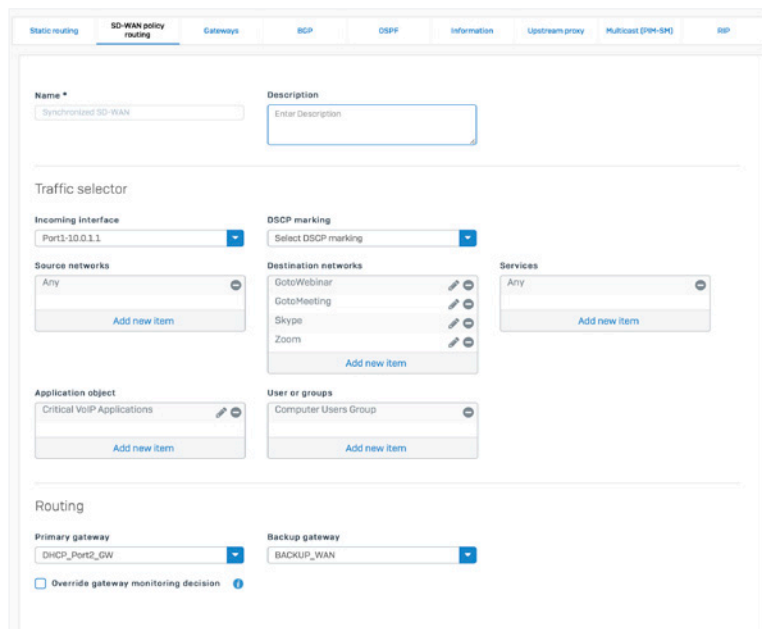 Static routing
SD-WAN policy routing
Gateways
BGP
OSPF
Information
Upstream proxy
Multicast (PIM-SM)
RIP
Name *
Description
Synchronized SD-WAN
Enter Description
Traffic selector
Incoming interface
DSCP marking
Port1-10.0.1.1
Select DSCP marking
Source networks
Destination networks
Services
Any
GotoWebinar
Any
GotoMeeting
Skype
Zoom
Add new item
Add new item
Add new item
Application object
User or groups
Critical VoIP Applications
Computer Users Group
Add new item
Add new item
Routing
Primary gateway
Backup gateway
DHCP_Port2_GW
BACKUP_WAN
Override gateway monitoring decision